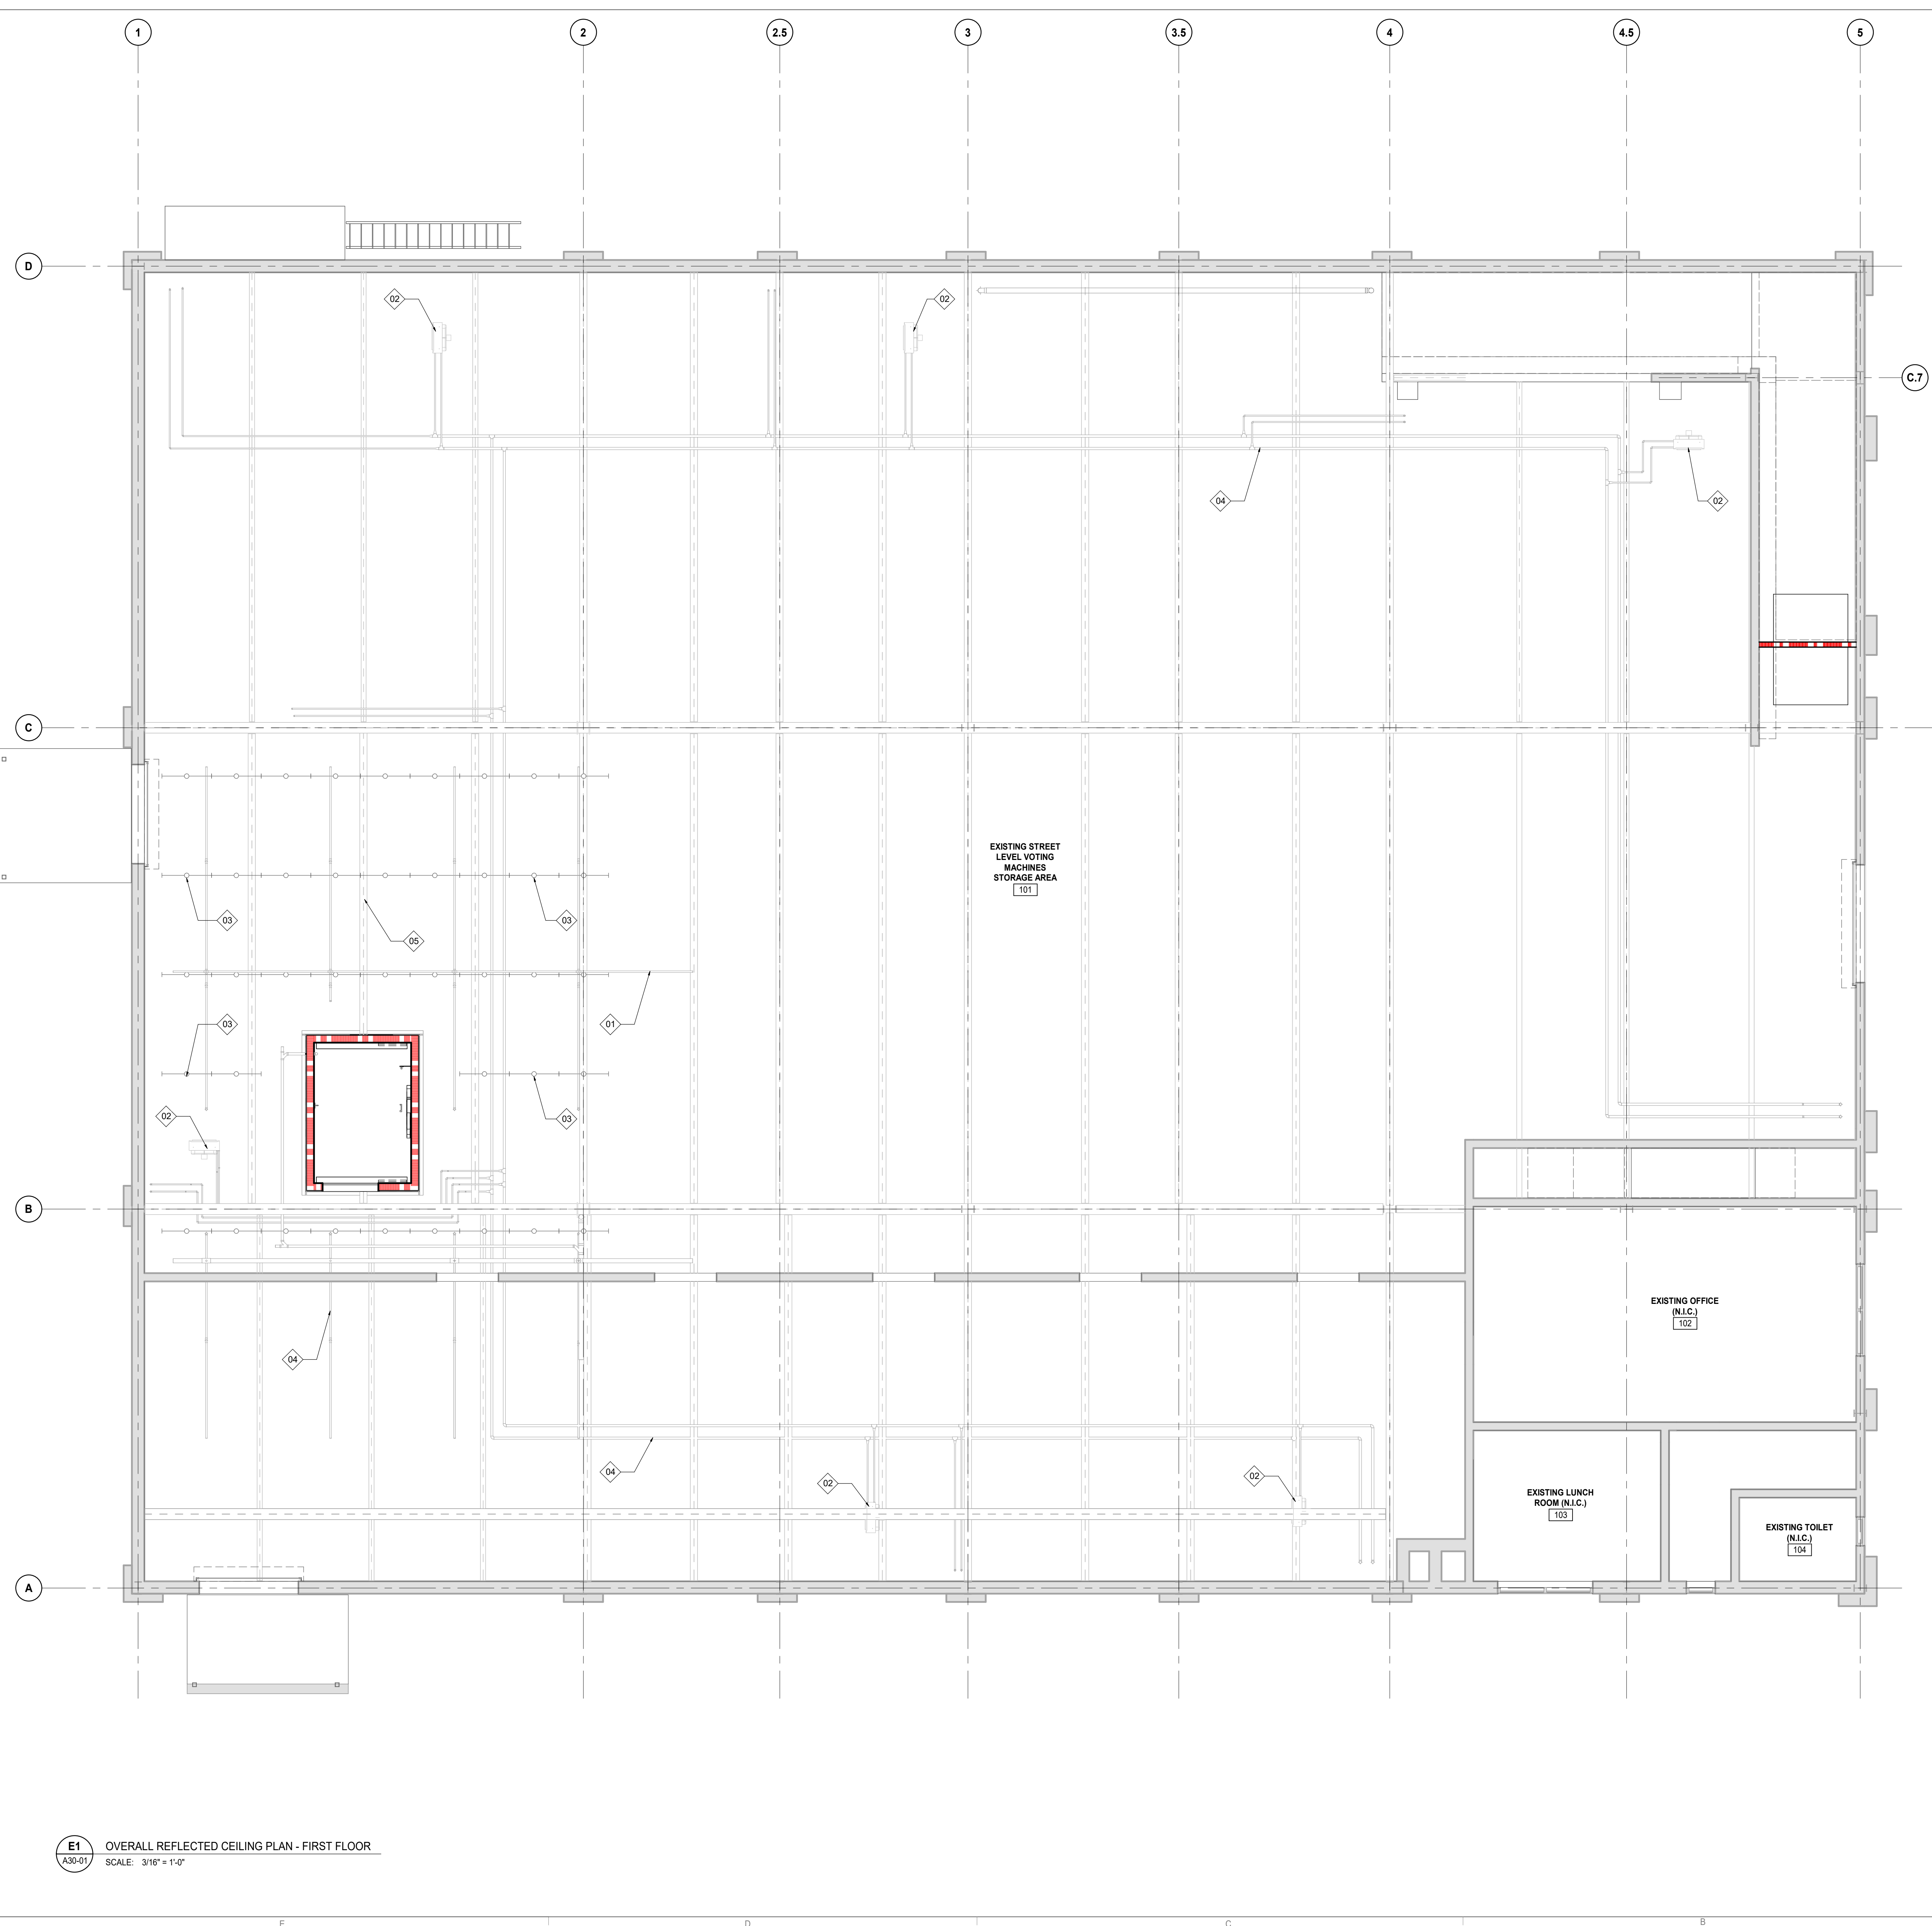 1
2
2.5
3
3.5
4
4.5
5
D
02
02
C.7
04
02
C
EXISTING STREET
LEVEL VOTING
MACHINES
STORAGE AREA
101
03
03
05
03
01
03
02
B
EXISTING OFFICE
(N.I.C.)
102
04
04
02
02
EXISTING LUNCH
ROOM (N.I.C.)
103
EXISTING TOILET
(N.I.C.)
104
A
E1
A30-01
OVERALL REFLECTED CEILING PLAN - FIRST FLOOR
SCALE: 3/16" = 1'-0"
D
C
B